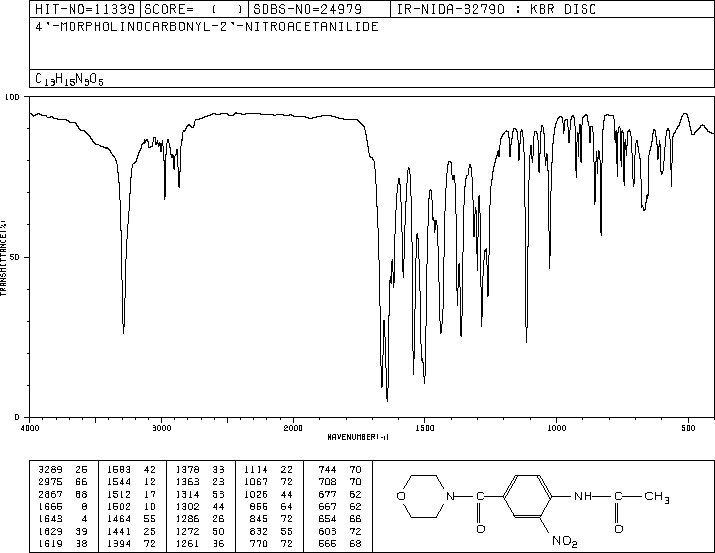 HIT-NO=11339 SCORE= ( ) SDBS-NO=24979 IR-NIDA-32790 : KBR DISC
4'-MORPHOLINOCARBONYL-2'-NITROACETANILIDE
C13H15N3O5
100
50
0
TRANSMITTANCE(%)
4000 3000 2000 1500 1000 500
WAVENUMBER(-1)
3289 25 1583 42 1378 33 1114 22 744 70
2975 66 1544 12 1363 23 1067 72 708 70
2867 68 1512 17 1314 53 1026 44 677 62
1666 8 1502 10 1302 44 856 64 667 62
1643 4 1464 55 1286 26 845 72 654 66
1629 39 1441 25 1272 50 832 55 603 72
1619 38 1394 72 1261 36 770 72 566 68
O N C O NH C O CH3 NO2